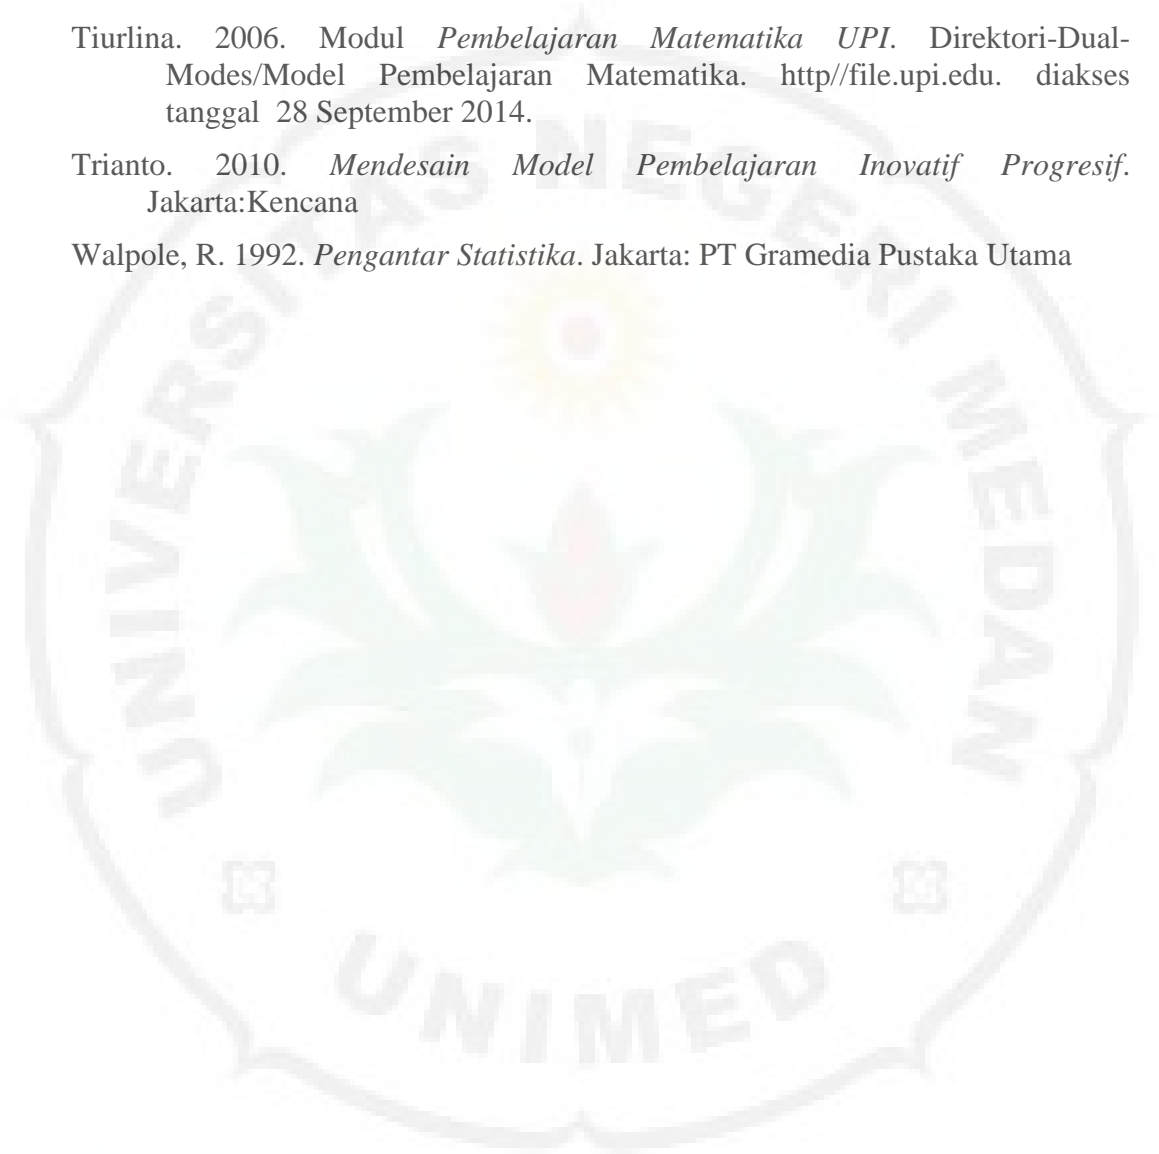 Tiurlina. 2006. Modul Pembelajaran Matematika UPI. Direktori-Dual-
Modes/Model Pembelajaran Matematika. http//file.upi.edu. diakses
tanggal 28 September 2014.
Trianto. 2010. Mendesain Model Pembelajaran Inovatif Progresif.
Jakarta:Kencana
Walpole, R. 1992. Pengantar Statistika. Jakarta: PT Gramedia Pustaka Utama
UNIVERSITAS NEGERI MEDAN
UNIMED